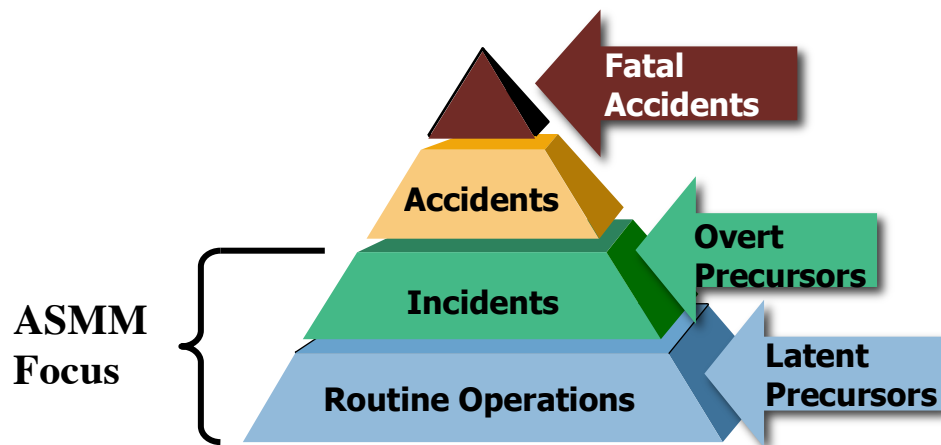 Fatal
Accidents
Accidents
Overt
Precursors
Incidents
ASMM
Focus
Latent
Precursors
Routine Operations